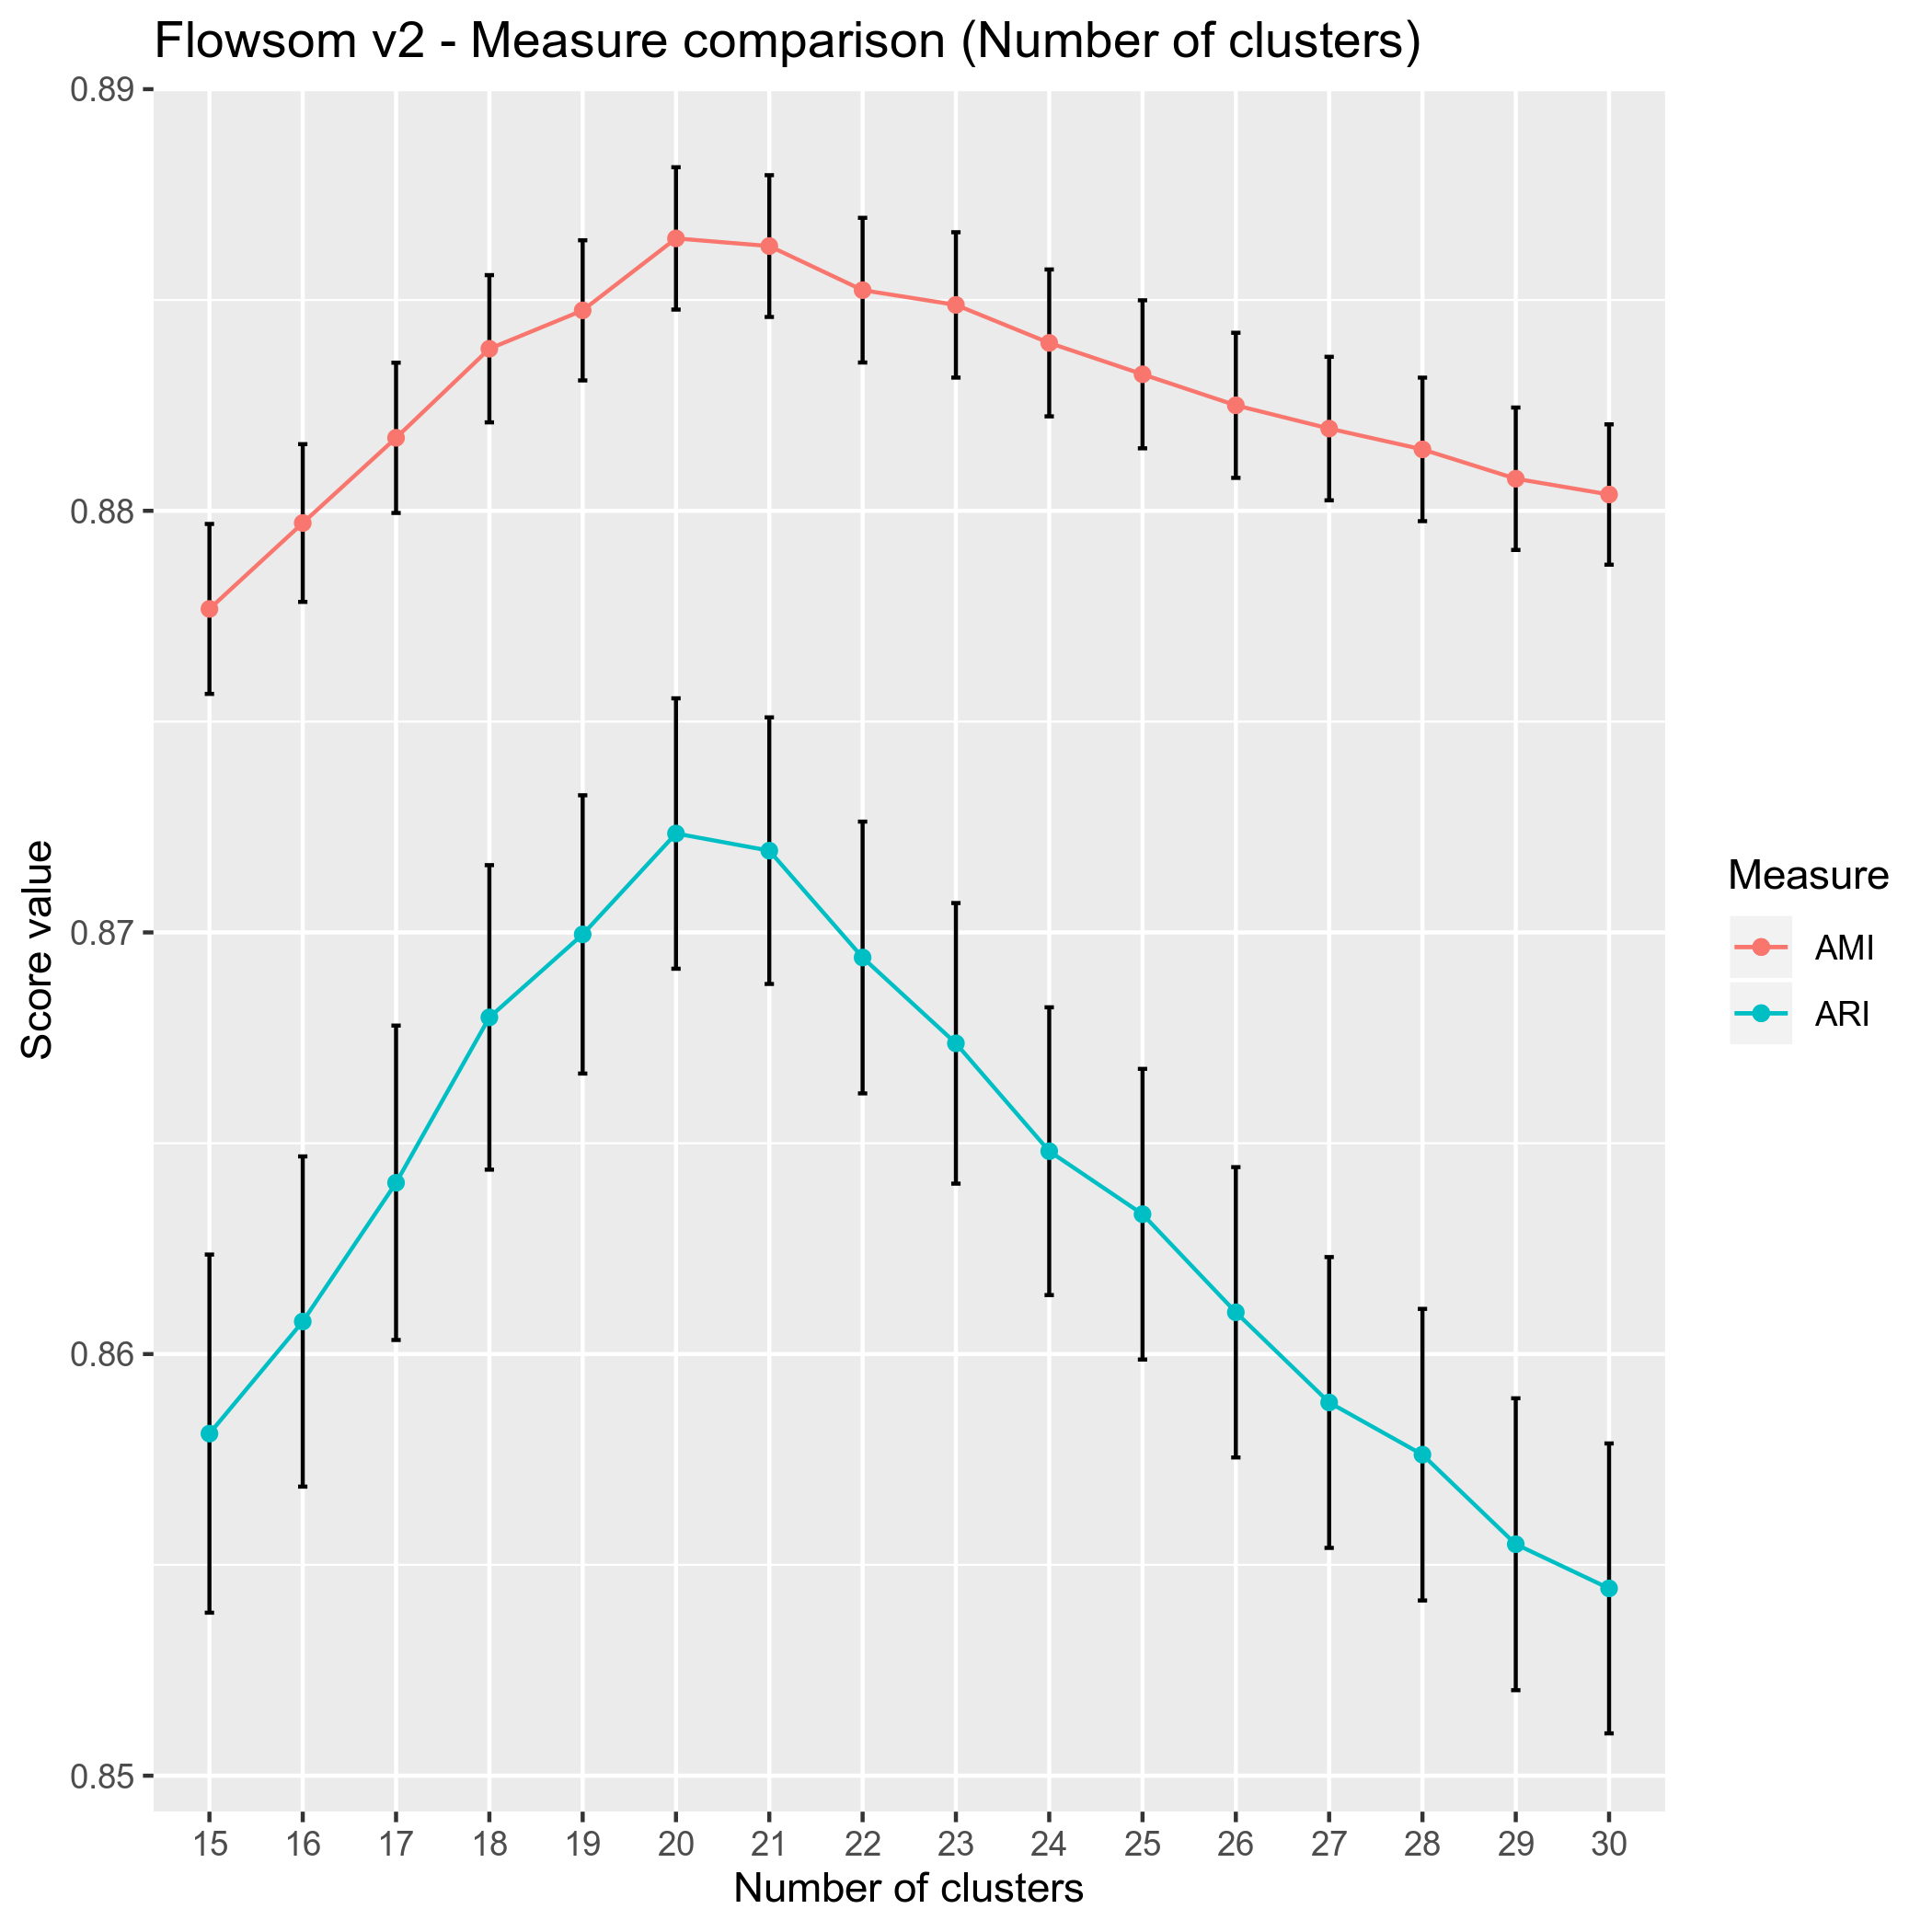 Flowsom v2 - Measure comparison (Number of clusters)
0.89
0.88
0.87
0.86
0.85
Score value
15 16 17 18 19 20 21 22 23 24 25 26 27 28 29 30
Number of clusters
Measure
AMI
ARI